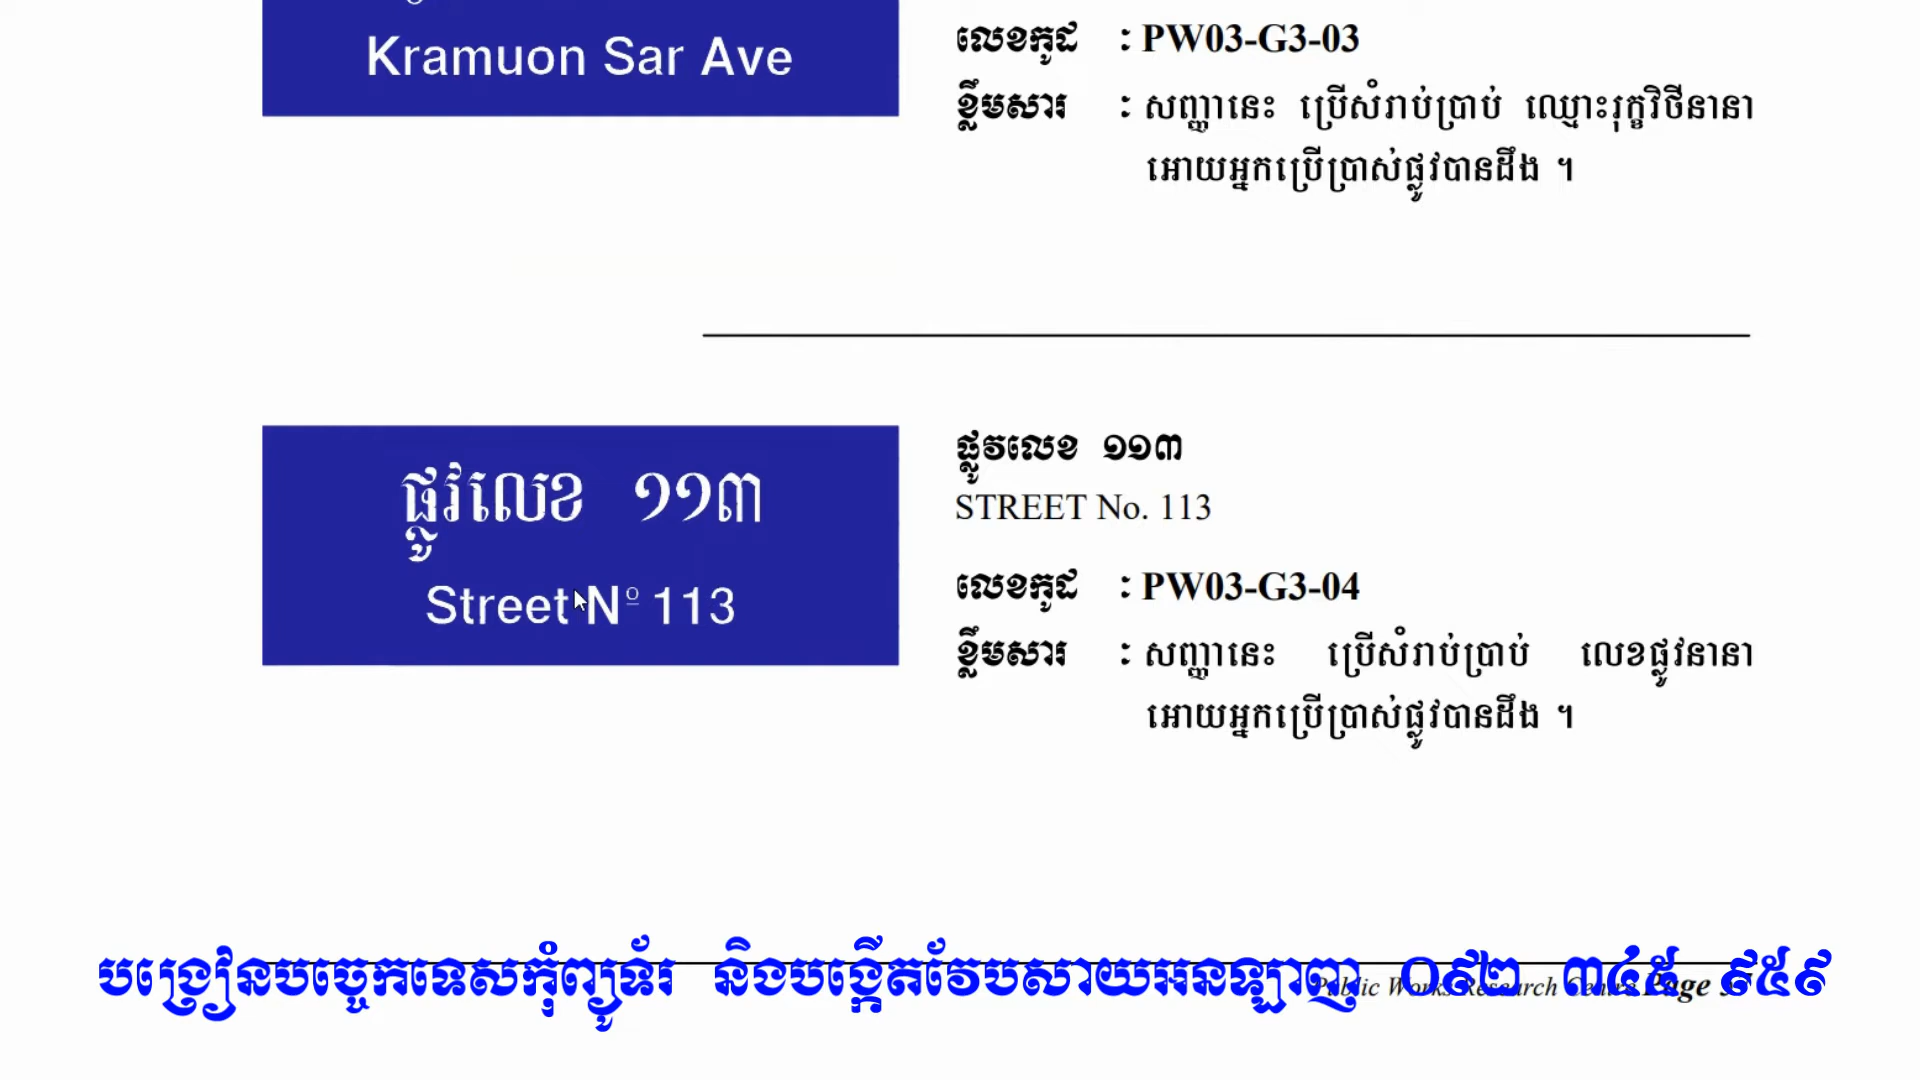 Kramuon Sar Ave
លេខកូដ : PW03-G3-03
ខ្លឹមសារ : សញ្ញានេះ ប្រើសំរាប់ប្រាប់ ឈ្មោះរុក្ខវិថីនានា
អោយអ្នកប្រើប្រាស់ផ្លូវបានដឹង ។
ផ្លូវលេខ ១១៣
Street Nº 113
ផ្លូវលេខ ១១៣
STREET No. 113
លេខកូដ : PW03-G3-04
ខ្លឹមសារ : សញ្ញានេះ ប្រើសំរាប់ប្រាប់ លេខផ្លូវនានា
អោយអ្នកប្រើប្រាស់ផ្លូវបានដឹង ។
បង្រៀនបច្ចេកទេសកុំព្យូទ័រ និងបង្កើតវែបសាយអនឡាញ ០៩២ ៣៤៥ ៩៥៩
Public Works Research Centre Page